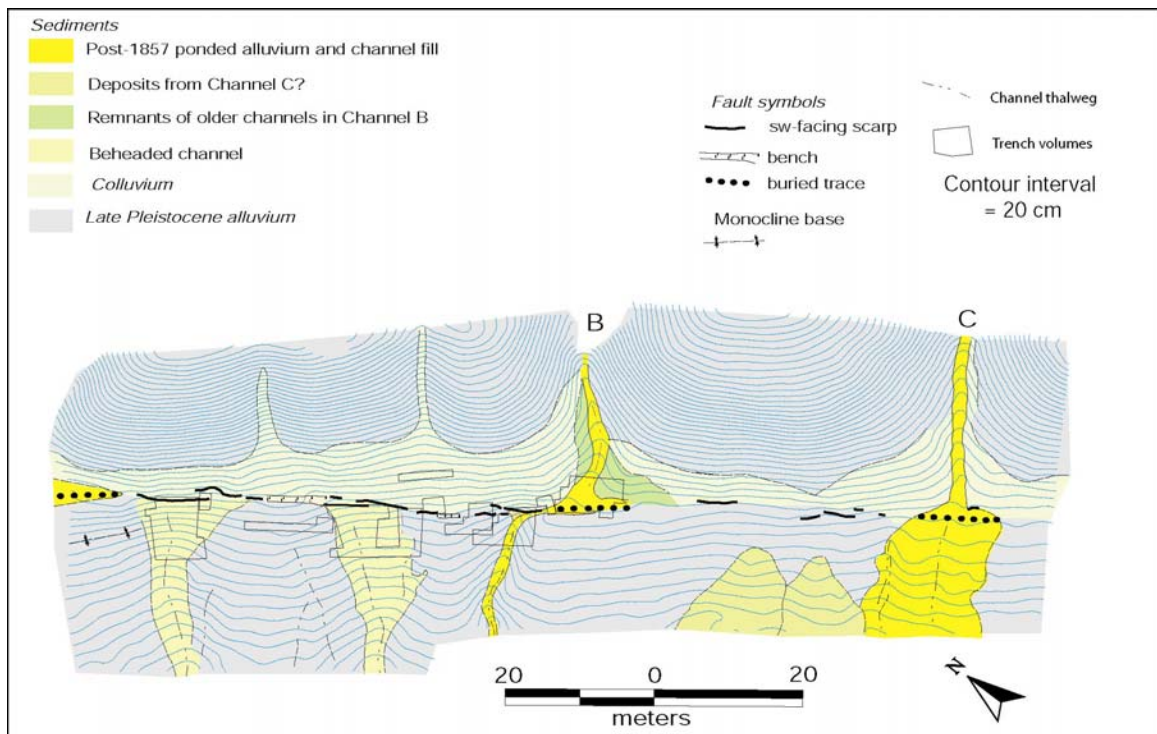 Sediments
Post-1857 ponded alluvium and channel fill
Deposits from Channel C?
Remnants of older channels in Channel B
Beheaded channel
Colluvium
Late Pleistocene alluvium
Fault symbols
sw-facing scarp
bench
buried trace
Monocline base
Channel thalweg
Trench volumes
Contour interval
= 20 cm
B
C
20 0 20
meters
N